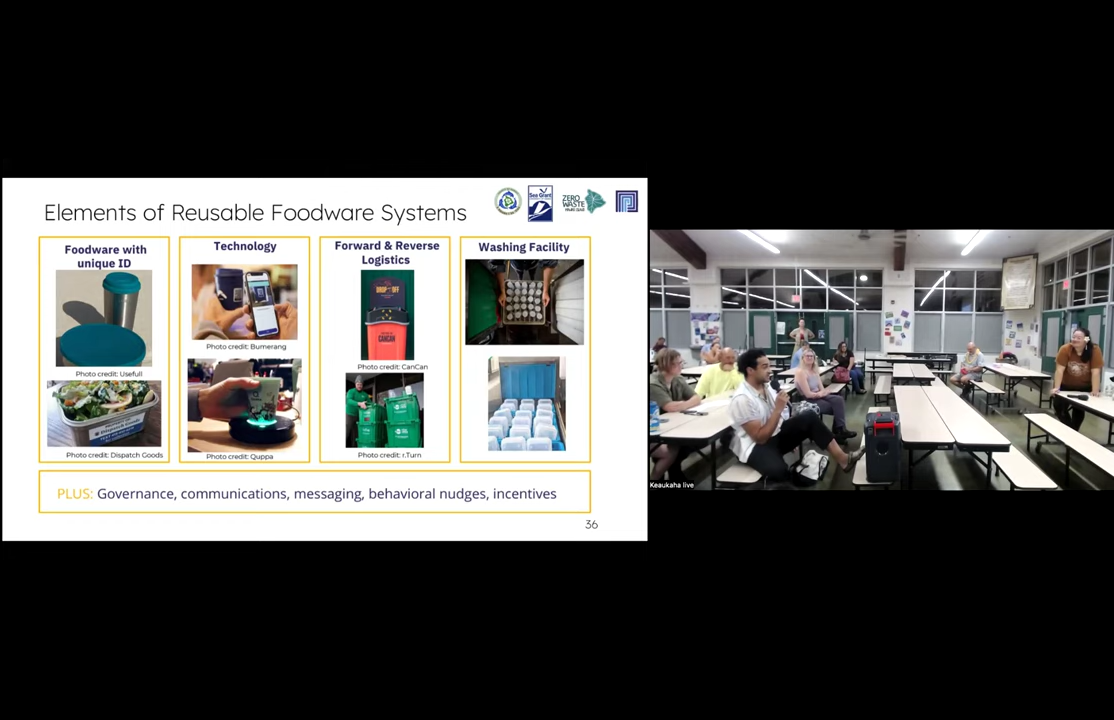 Elements of Reusable Foodware Systems
Sea Grant
ZERO
WASTE
Foodware with
unique ID
Photo credit: Usefull
Photo credit: Dispatch Goods
Technology
Photo credit: Bumerang
Photo credit: Quppa
Forward & Reverse
Logistics
DROP OFF
CANCAN
Photo credit: CanCan
Photo credit: r.Turn
Washing Facility
PLUS: Governance, communications, messaging, behavioral nudges, incentives
36
Keaukaha live